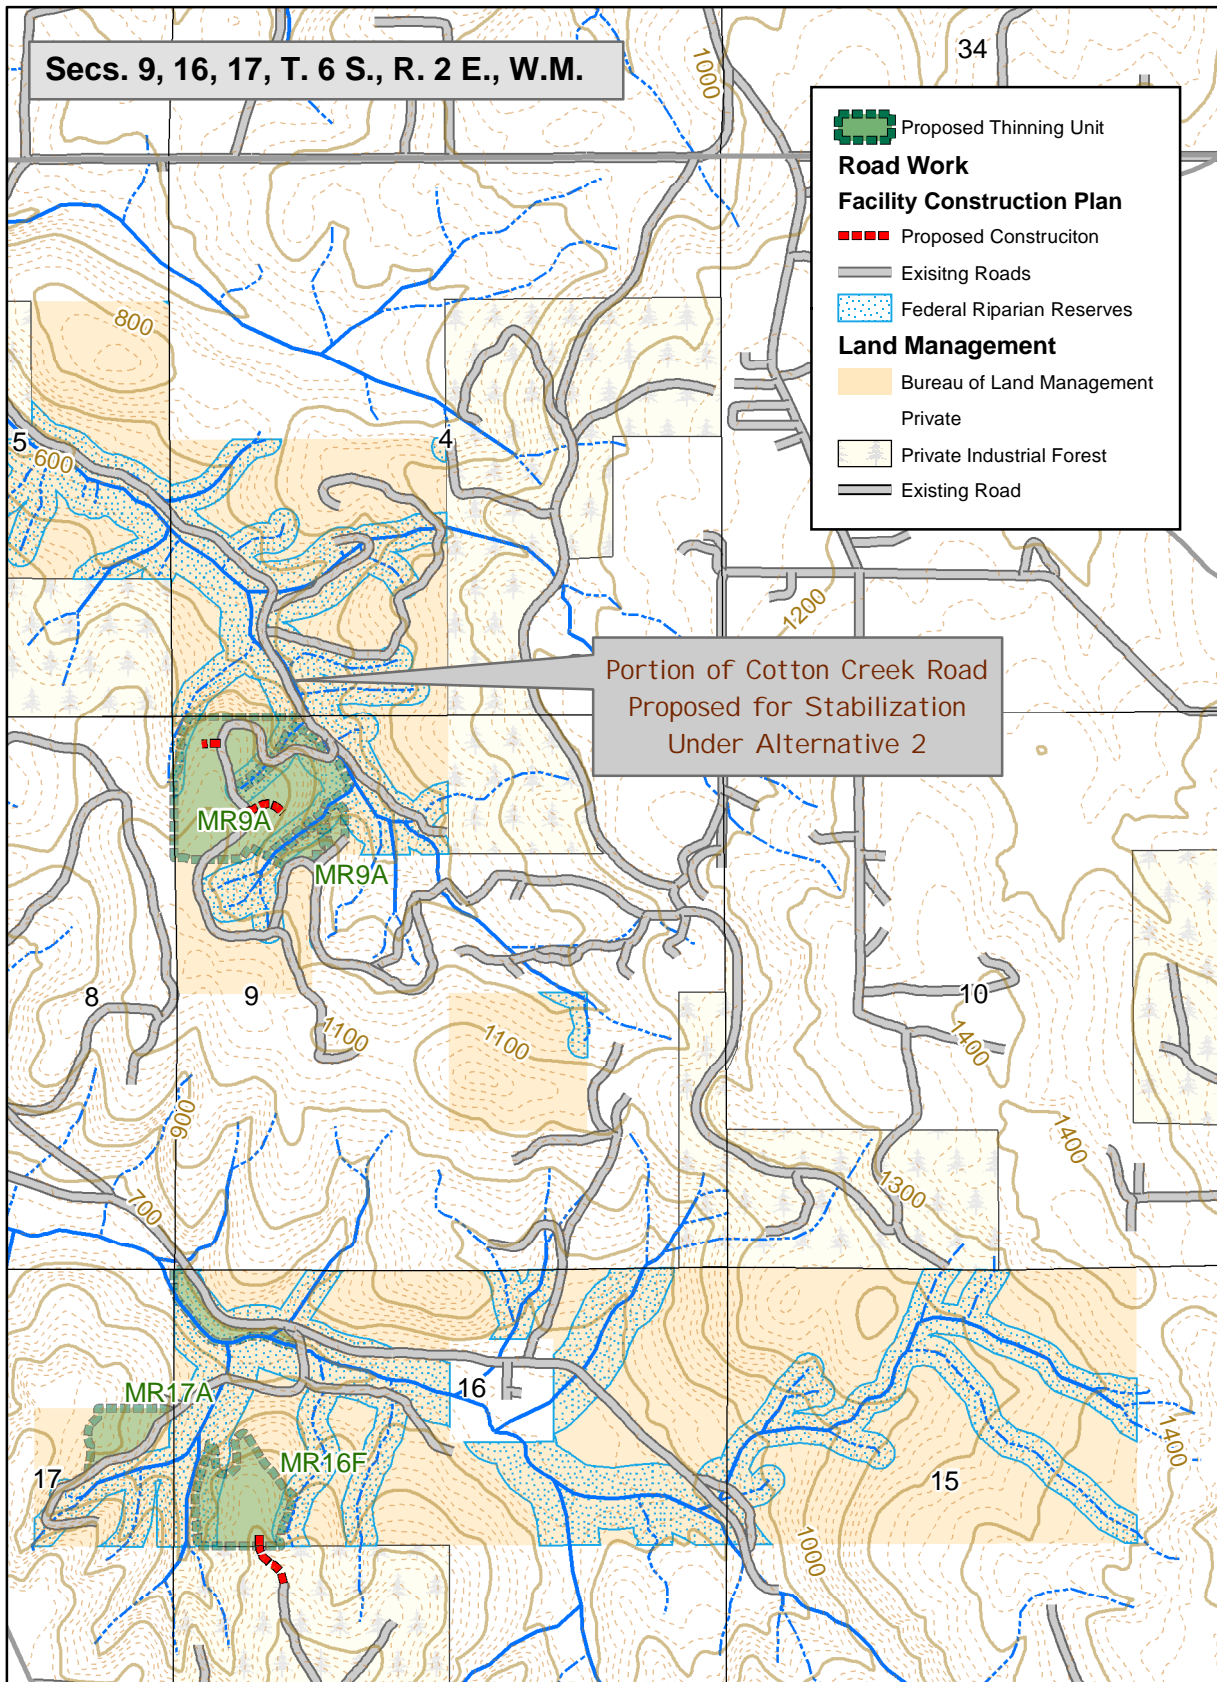 Secs. 9, 16, 17, T. 6 S., R. 2 E., W.M.
34
1000
Proposed Thinning Unit
Road Work
Facility Construction Plan
Proposed Construciton
Exisitng Roads
Federal Riparian Reserves
Land Management
Bureau of Land Management
Private
Private Industrial Forest
Existing Road
800
5
600
4
1200
Portion of Cotton Creek Road
Proposed for Stabilization
Under Alternative 2
MR9A
MR9A
8
9
10
1100
1100
1400
900
1400
700
1300
MR17A
16
MR16F
17
15
1400
1000